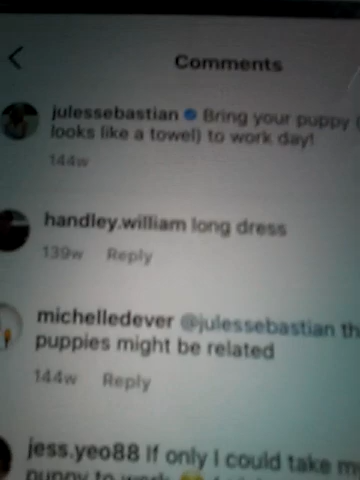 Comments
julessebastian Bring your puppy (
looks like a towel) to work day!
144w
handley.william long dress
139w Reply
michelledever @julessebastian th
puppies might be related
144w Reply
jess.yeo88 If only I could take m
puppy to work